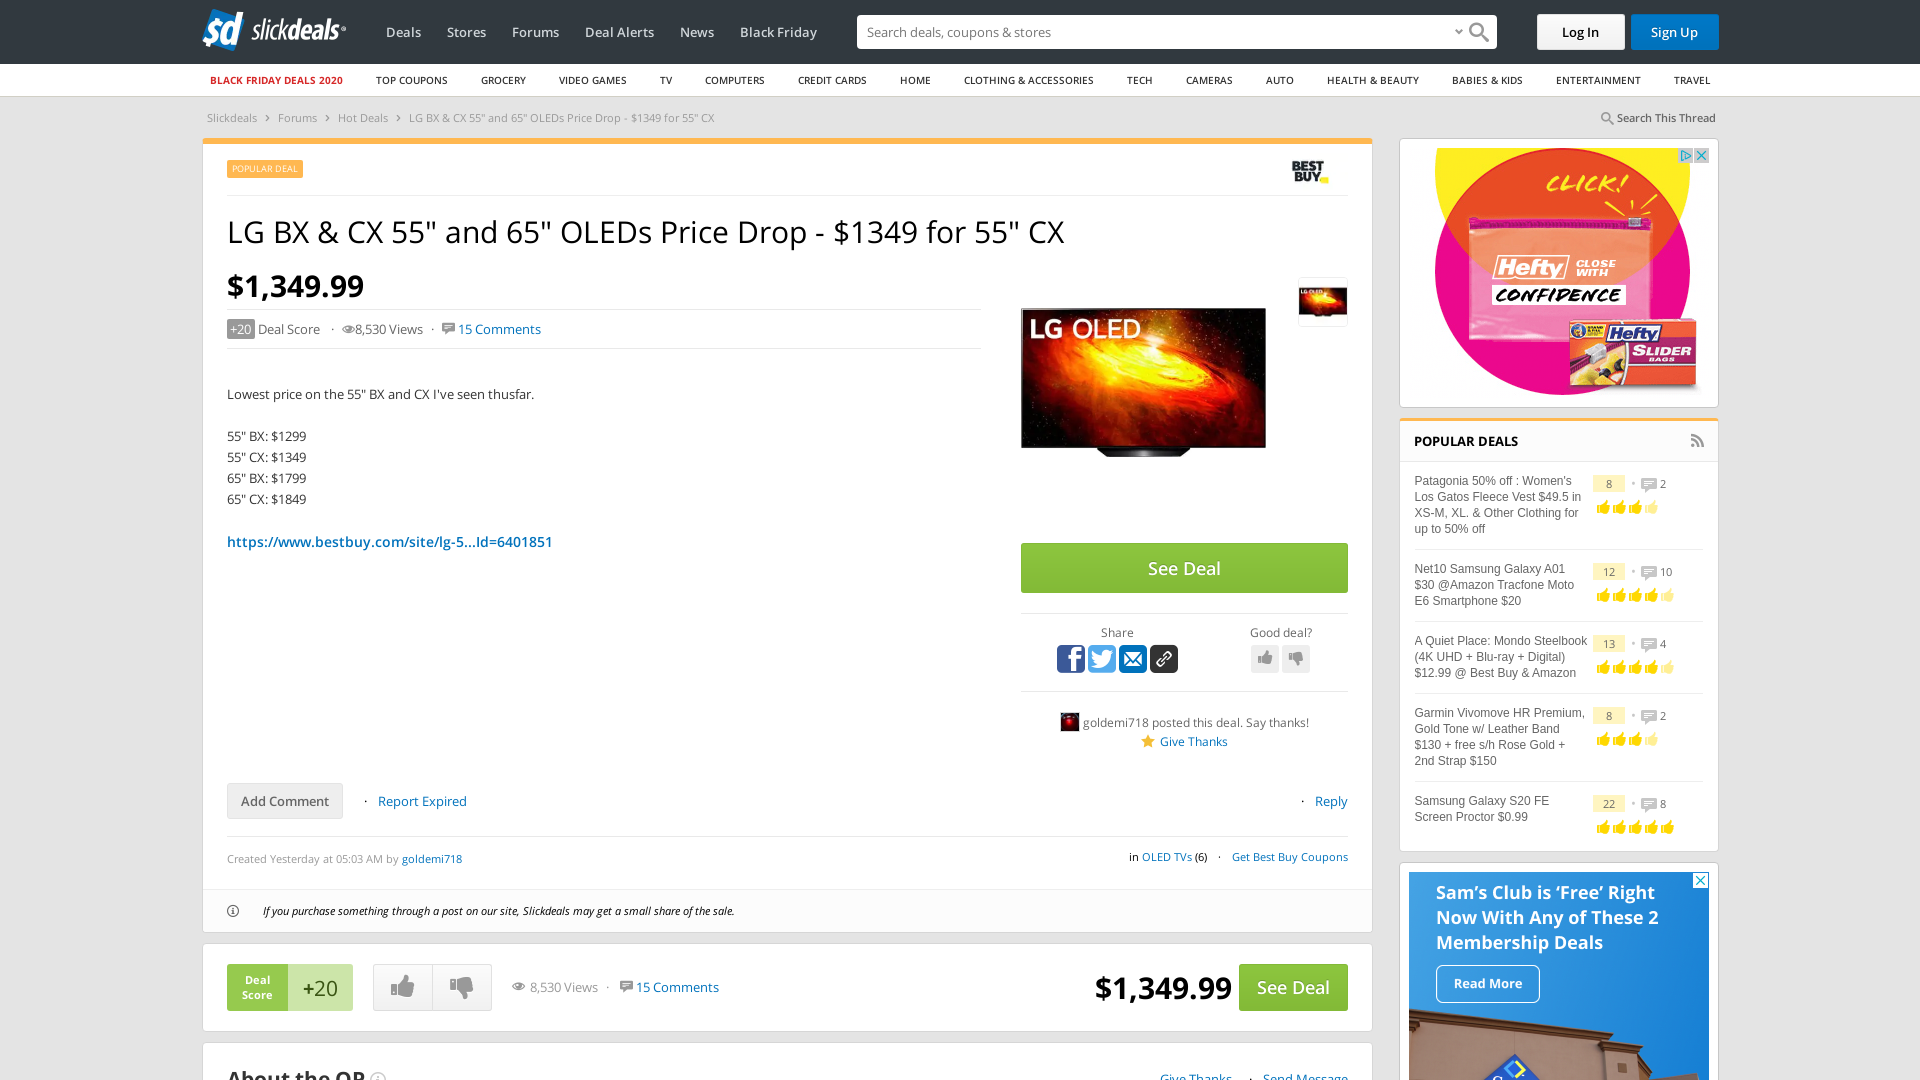 slickdeals
Deals
Stores
Forums
Deal Alerts
News
Black Friday
Search deals, coupons & stores
Log In
Sign Up
BLACK FRIDAY DEALS 2020
TOP COUPONS
GROCERY
VIDEO GAMES
TV
COMPUTERS
CREDIT CARDS
HOME
CLOTHING & ACCESSORIES
TECH
CAMERAS
AUTO
HEALTH & BEAUTY
BABIES & KIDS
ENTERTAINMENT
TRAVEL
Slickdeals > Forums > Hot Deals > LG BX & CX 55" and 65" OLEDs Price Drop - $1349 for 55" CX
Search This Thread
POPULAR DEAL
BEST
BUY
LG BX & CX 55" and 65" OLEDs Price Drop - $1349 for 55" CX
$1,349.99
+20 Deal Score · 8,530 Views · 15 Comments
Lowest price on the 55" BX and CX I've seen thusfar.
55" BX: $1299
55" CX: $1349
65" BX: $1799
65" CX: $1849
https://www.bestbuy.com/site/lg-5...Id=6401851
LG OLED
LG OLED
See Deal
Share
Good deal?
goldemi718 posted this deal. Say thanks!
Give Thanks
Add Comment
· Report Expired
· Reply
Created Yesterday at 05:03 AM by goldemi718
in OLED TVs (6) · Get Best Buy Coupons
If you purchase something through a post on our site, Slickdeals may get a small share of the sale.
Deal
Score
+20
8,530 Views · 15 Comments
$1,349.99
See Deal
About the OP
Give Thanks · Send Message
CLICK!
Hefty CLOSE
WITH
CONFIDENCE
Hefty
SLIDER
BAGS
POPULAR DEALS
Patagonia 50% off : Women's
Los Gatos Fleece Vest $49.5 in
XS-M, XL. & Other Clothing for
up to 50% off
8 • 2
Net10 Samsung Galaxy A01
$30 @Amazon Tracfone Moto
E6 Smartphone $20
12 • 10
A Quiet Place: Mondo Steelbook
(4K UHD + Blu-ray + Digital)
$12.99 @ Best Buy & Amazon
13 • 4
Garmin Vivomove HR Premium,
Gold Tone w/ Leather Band
$130 + free s/h Rose Gold +
2nd Strap $150
8 • 2
Samsung Galaxy S20 FE
Screen Proctor $0.99
22 • 8
Sam's Club is 'Free' Right
Now With Any of These 2
Membership Deals
Read More